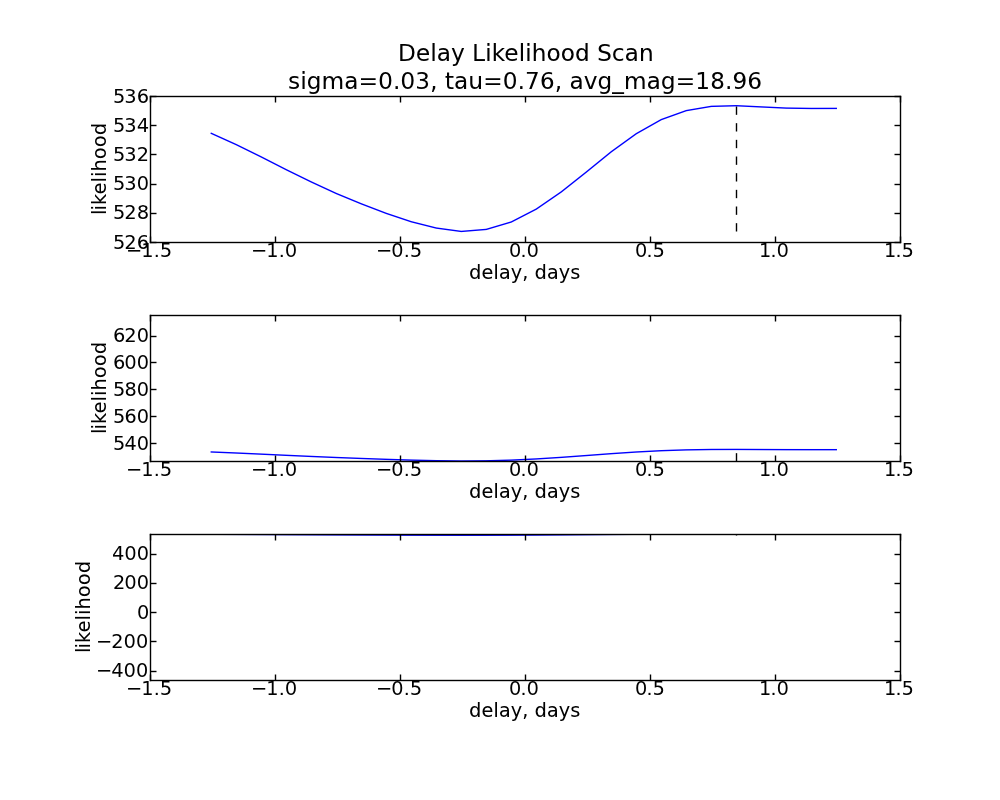 Delay Likelihood Scan
sigma=0.03, tau=0.76, avg_mag=18.96
536
534
532
530
528
526
likelihood
−1.5 −1.0 −0.5 0.0 0.5 1.0 1.5
delay, days
620
600
580
560
540
likelihood
−1.5 −1.0 −0.5 0.0 0.5 1.0 1.5
delay, days
400
200
0
−200
−400
likelihood
−1.5 −1.0 −0.5 0.0 0.5 1.0 1.5
delay, days